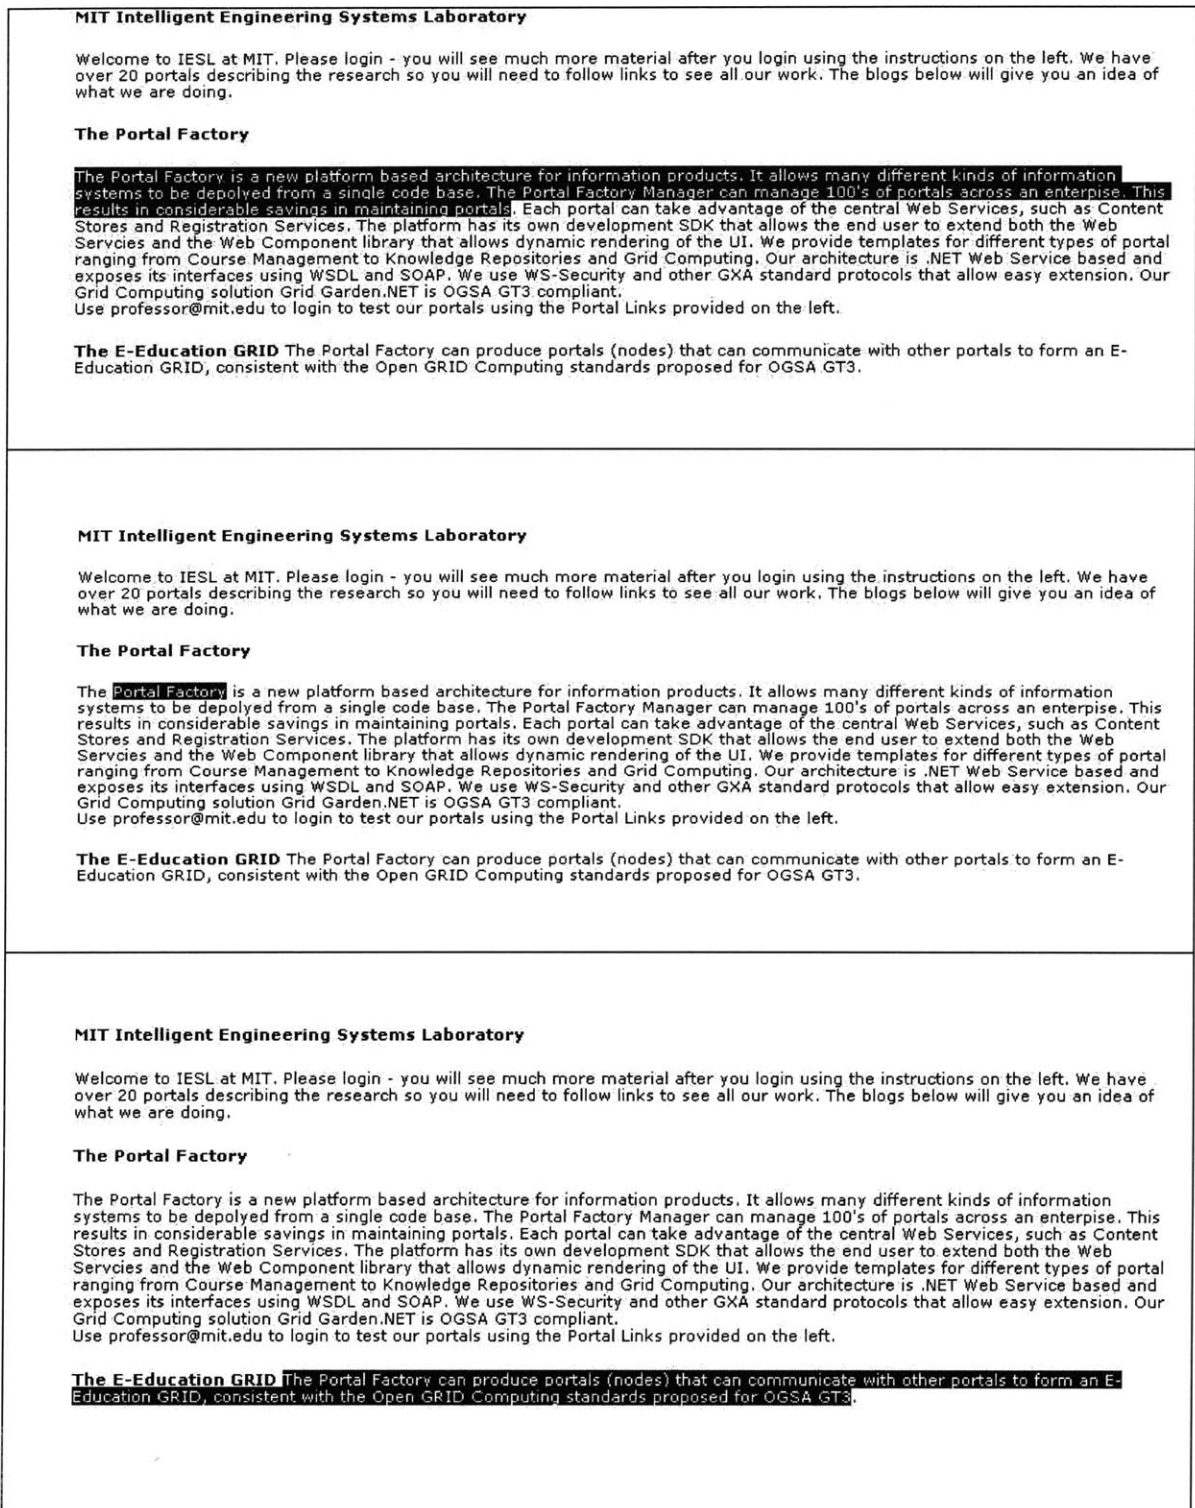 MIT Intelligent Engineering Systems Laboratory
Welcome to IESL at MIT. Please login - you will see much more material after you login using the instructions on the left. We have
over 20 portals describing the research so you will need to follow links to see all our work. The blogs below will give you an idea of
what we are doing.
The Portal Factory
The Portal Factory is a new platform based architecture for information products. It allows many different kinds of information
systems to be depolyed from a single code base. The Portal Factory Manager can manage 100's of portals across an enterpise. This
results in considerable savings in maintaining portals. Each portal can take advantage of the central Web Services, such as Content
Stores and Registration Services. The platform has its own development SDK that allows the end user to extend both the Web
Servcies and the Web Component library that allows dynamic rendering of the UI. We provide templates for different types of portal
ranging from Course Management to Knowledge Repositories and Grid Computing. Our architecture is .NET Web Service based and
exposes its interfaces using WSDL and SOAP. We use WS-Security and other GXA standard protocols that allow easy extension. Our
Grid Computing solution Grid Garden.NET is OGSA GT3 compliant.
Use professor@mit.edu to login to test our portals using the Portal Links provided on the left.
The E-Education GRID The Portal Factory can produce portals (nodes) that can communicate with other portals to form an E-
Education GRID, consistent with the Open GRID Computing standards proposed for OGSA GT3.
MIT Intelligent Engineering Systems Laboratory
Welcome to IESL at MIT. Please login - you will see much more material after you login using the instructions on the left. We have
over 20 portals describing the research so you will need to follow links to see all our work. The blogs below will give you an idea of
what we are doing.
The Portal Factory
The Portal Factory is a new platform based architecture for information products. It allows many different kinds of information
systems to be depolyed from a single code base. The Portal Factory Manager can manage 100's of portals across an enterpise. This
results in considerable savings in maintaining portals. Each portal can take advantage of the central Web Services, such as Content
Stores and Registration Services. The platform has its own development SDK that allows the end user to extend both the Web
Servcies and the Web Component library that allows dynamic rendering of the UI. We provide templates for different types of portal
ranging from Course Management to Knowledge Repositories and Grid Computing. Our architecture is .NET Web Service based and
exposes its interfaces using WSDL and SOAP. We use WS-Security and other GXA standard protocols that allow easy extension. Our
Grid Computing solution Grid Garden.NET is OGSA GT3 compliant.
Use professor@mit.edu to login to test our portals using the Portal Links provided on the left.
The E-Education GRID The Portal Factory can produce portals (nodes) that can communicate with other portals to form an E-
Education GRID, consistent with the Open GRID Computing standards proposed for OGSA GT3.
MIT Intelligent Engineering Systems Laboratory
Welcome to IESL at MIT. Please login - you will see much more material after you login using the instructions on the left. We have
over 20 portals describing the research so you will need to follow links to see all our work. The blogs below will give you an idea of
what we are doing.
The Portal Factory
The Portal Factory is a new platform based architecture for information products. It allows many different kinds of information
systems to be depolyed from a single code base. The Portal Factory Manager can manage 100's of portals across an enterpise. This
results in considerable savings in maintaining portals. Each portal can take advantage of the central Web Services, such as Content
Stores and Registration Services. The platform has its own development SDK that allows the end user to extend both the Web
Servcies and the Web Component library that allows dynamic rendering of the UI. We provide templates for different types of portal
ranging from Course Management to Knowledge Repositories and Grid Computing. Our architecture is .NET Web Service based and
exposes its interfaces using WSDL and SOAP. We use WS-Security and other GXA standard protocols that allow easy extension. Our
Grid Computing solution Grid Garden.NET is OGSA GT3 compliant.
Use professor@mit.edu to login to test our portals using the Portal Links provided on the left.
The E-Education GRID The Portal Factory can produce portals (nodes) that can communicate with other portals to form an E-
Education GRID, consistent with the Open GRID Computing standards proposed for OGSA GT3.